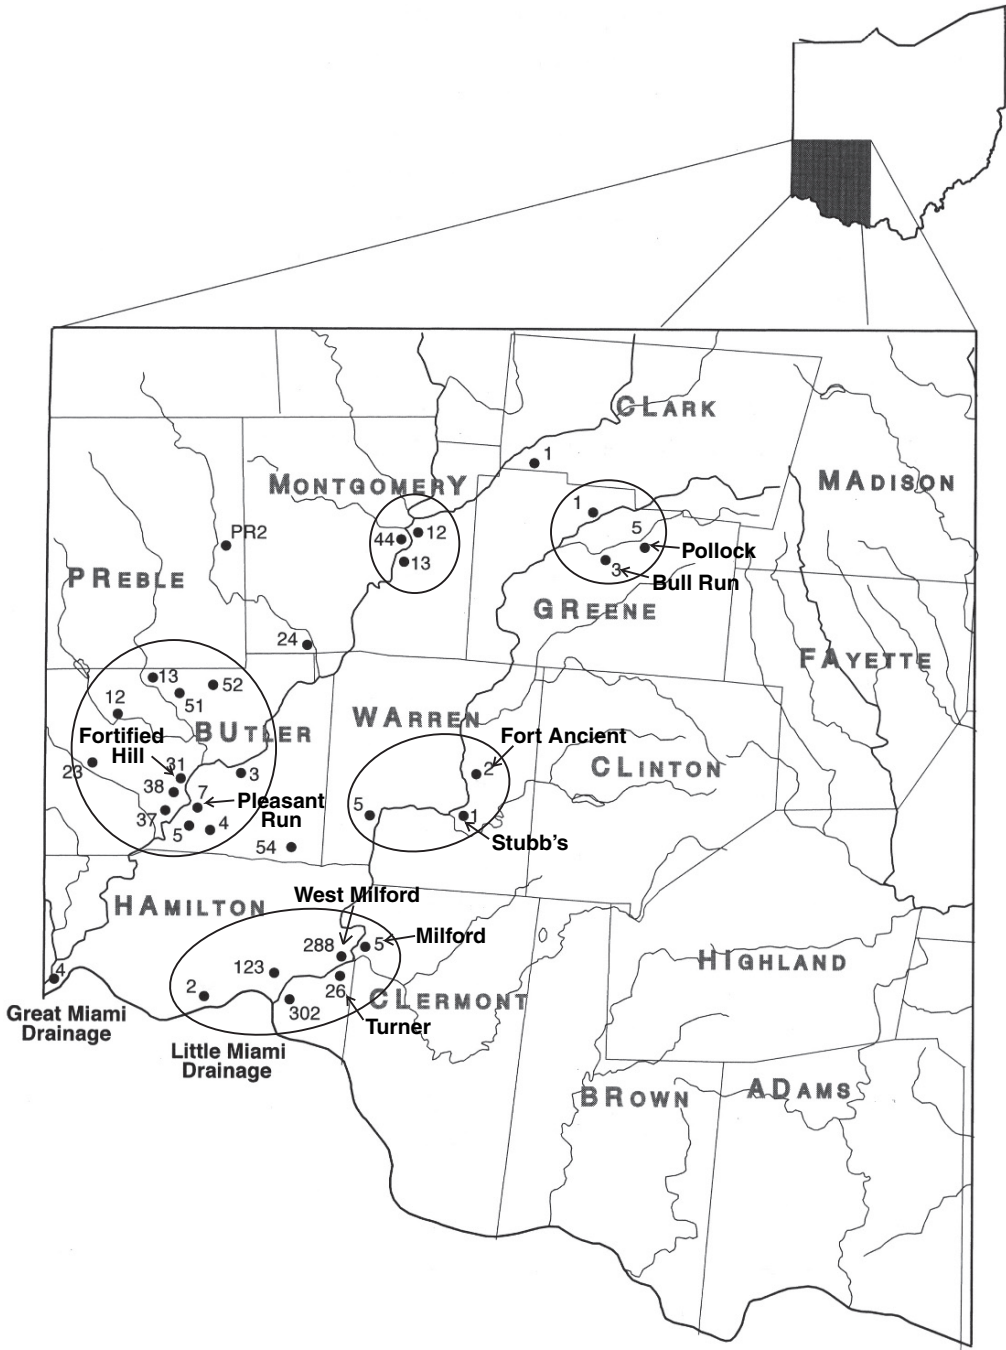 CLARK
1
MONTGOMERY
MADISON
1
PR2
44
12
5
Pollock
13
3
Bull Run
PREBLE
GREENE
24
FAYETTE
13
52
12
51
WARREN
BUTLER
Fortified
Hill
Fort Ancient
23
31
3
2
CLINTON
38
7
Pleasant
Run
37
5
4
5
1
54
Stubb's
West Milford
HAMILTON
288
5
Milford
4
123
HIGHLAND
2
26
CLERMONT
302
Great Miami
Drainage
Turner
Little Miami
Drainage
BROWN
ADAMS